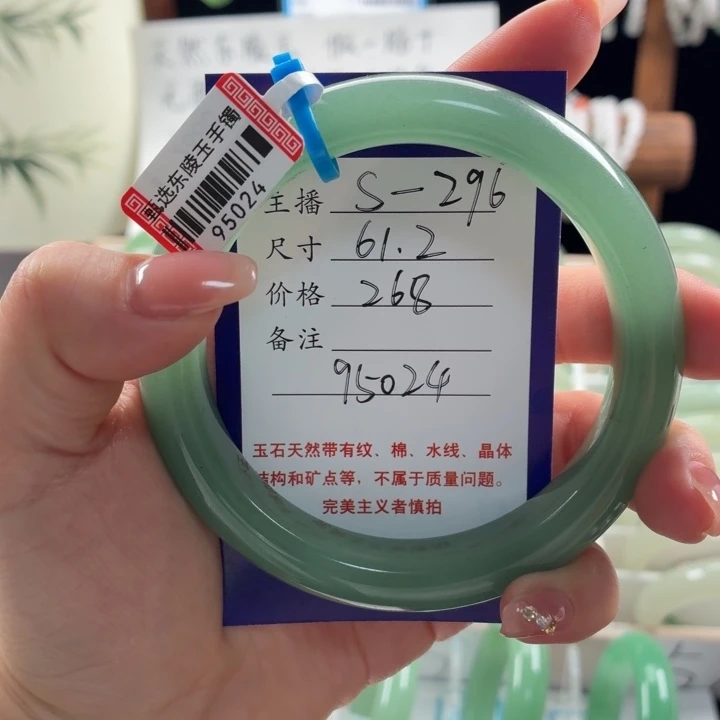 甄选东陵玉手镯
95024
主播 S-296
尺寸 61.2
价格 268
备注
95024
玉石天然带有纹、棉、水线、晶体
结构和矿点等,不属于质量问题。
完美主义者慎拍